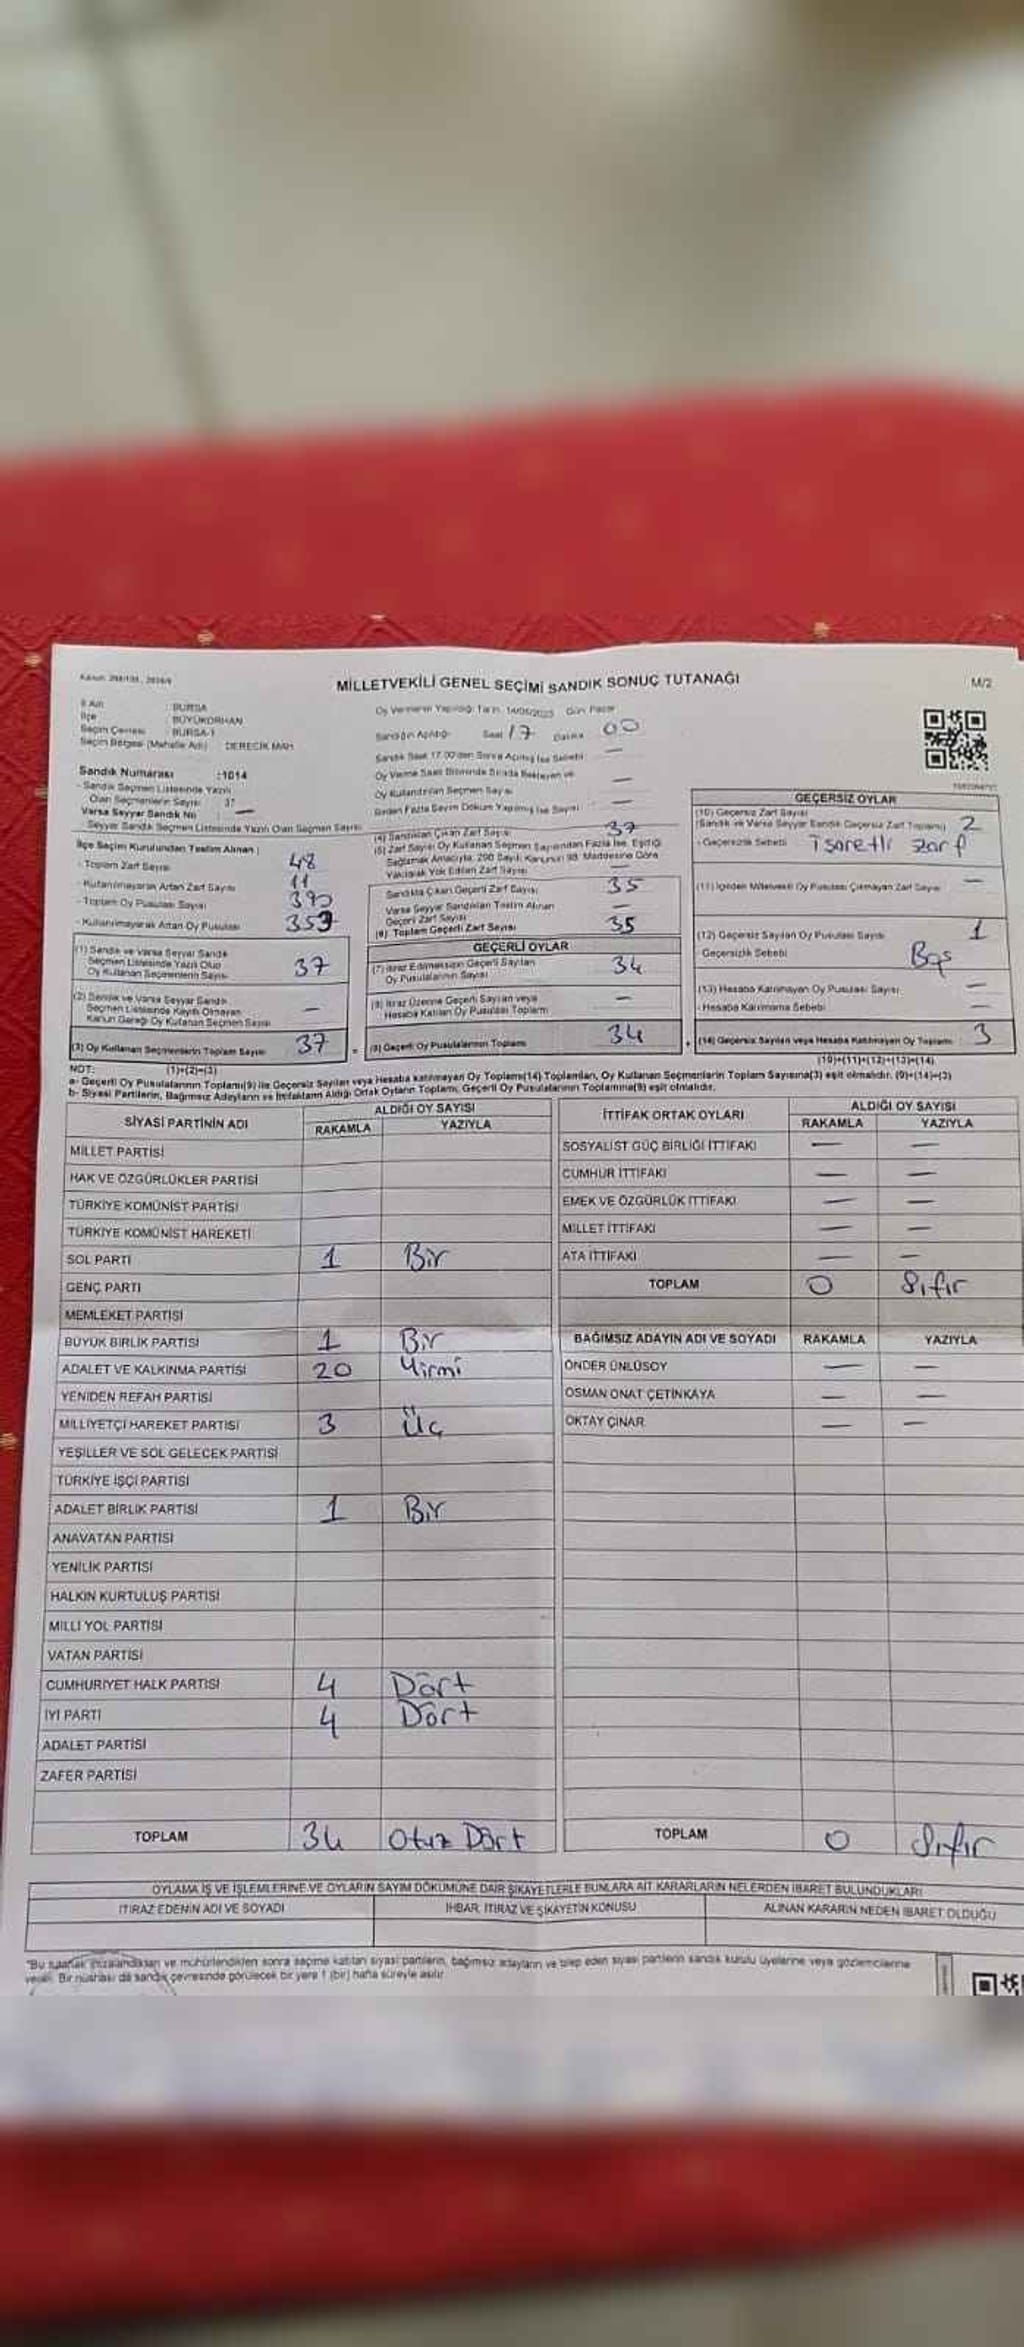 MİLLETVEKİLİ GENEL SEÇİMİ SANDIK SONUÇ TUTANAĞI
M/2
İl Adı : BURSA
İlçe : BÜYÜKORHAN
Seçim Çevresi : BURSA-1
Seçim Bölgesi (Mahalle Adı) : DERECİK MAH
Sandık Numarası :1014
- Sandık Seçmen Listesinde Yazılı
Olan Seçmenlerin Sayısı 37
Varsa Seyyar Sandık No : —
Seyyar Sandık Seçmen Listesinde Yazılı Olan Seçmen Sayısı
İlçe Seçim Kurulundan Teslim Alınan :
- Toplam Zarf Sayısı 48
- Kullanılmayarak Artan Zarf Sayısı 11
- Toplam Oy Pusulası Sayısı 390
- Kullanılmayarak Artan Oy Pusulası 353
(1) Sandık ve Varsa Seyyar Sandık
Seçmen Listesinde Yazılı Olup
Oy Kullanan Seçmenlerin Sayısı 37
(2) Sandık ve Varsa Seyyar Sandık
Seçmen Listesinde Kayıtlı Olmayan
Kanun Gereği Oy Kullanan Seçmen Sayısı —
(3) Oy Kullanan Seçmenlerin Toplam Sayısı 37
Oy Vermenin Yapıldığı Tarih: 14/05/2023 Gün: Pazar
Sandığın Açıldığı Saat 17 Dakika 00
Sandık Saat 17.00'den Sonra Açılmış İse Sebebi : —
Oy Verme Saati Bitiminde Sırada Bekleyen ve
Oy Kullandırılan Seçmen Sayısı —
Birden Fazla Sayım Döküm Yapılmış İse Sayısı —
(4) Sandıktan Çıkan Zarf Sayısı 37
(5) Zarf Sayısı Oy Kullanan Seçmen Sayısından Fazla İse, Eşitliği
Sağlamak Amacıyla, 298 Sayılı Kanunun 98. Maddesine Göre
Yakılarak Yok Edilen Zarf Sayısı —
Sandıkta Çıkan Geçerli Zarf Sayısı 35
Varsa Seyyar Sandıktan Teslim Alınan
Geçerli Zarf Sayısı —
(6) Toplam Geçerli Zarf Sayısı 35
GEÇERLİ OYLAR
(7) İtiraz Edilmeksizin Geçerli Sayılan
Oy Pusulalarının Sayısı 34
(8) İtiraz Üzerine Geçerli Sayılan veya
Hesaba Katılan Oy Pusulası Toplamı —
(9) Geçerli Oy Pusulalarının Toplamı 34
GEÇERSİZ OYLAR
(10) Geçersiz Zarf Sayısı
(Sandık ve Varsa Seyyar Sandık Geçersiz Zarf Toplamı) 2
- Geçersizlik Sebebi İşaretli zarf
(11) İçinden Milletvekili Oy Pusulası Çıkmayan Zarf Sayısı —
(12) Geçersiz Sayılan Oy Pusulası Sayısı 1
Geçersizlik Sebebi Boş
(13) Hesaba Katılmayan Oy Pusulası Sayısı —
- Hesaba Katılmama Sebebi —
(14) Geçersiz Sayılan veya Hesaba Katılmayan Oy Toplamı 3
NOT: (1)+(2)=(3) (10)+(11)+(12)+(13)=(14)
a- Geçerli Oy Pusulalarının Toplamı(9) ile Geçersiz Sayılan veya Hesaba katılmayan Oy Toplamı(14) Toplamları, Oy Kullanan Seçmenlerin Toplam Sayısına(3) eşit olmalıdır. (9)+(14)=(3)
b- Siyasi Partilerin, Bağımsız Adayların ve İttifakların Aldığı Ortak Oyların Toplamı, Geçerli Oy Pusulalarının Toplamına(9) eşit olmalıdır.
SİYASİ PARTİNİN ADI ALDIĞI OY SAYISI
RAKAMLA YAZIYLA
MİLLET PARTİSİ
HAK VE ÖZGÜRLÜKLER PARTİSİ
TÜRKİYE KOMÜNİST PARTİSİ
TÜRKİYE KOMÜNİST HAREKETİ
SOL PARTİ 1 Bir
GENÇ PARTİ
MEMLEKET PARTİSİ
BÜYÜK BİRLİK PARTİSİ 1 Bir
ADALET VE KALKINMA PARTİSİ 20 Yirmi
YENİDEN REFAH PARTİSİ
MİLLİYETÇİ HAREKET PARTİSİ 3 Üç
YEŞİLLER VE SOL GELECEK PARTİSİ
TÜRKİYE İŞÇİ PARTİSİ
ADALET BİRLİK PARTİSİ 1 Bir
ANAVATAN PARTİSİ
YENİLİK PARTİSİ
HALKIN KURTULUŞ PARTİSİ
MİLLİ YOL PARTİSİ
VATAN PARTİSİ
CUMHURİYET HALK PARTİSİ 4 Dört
İYİ PARTİ 4 Dört
ADALET PARTİSİ
ZAFER PARTİSİ
TOPLAM 34 Otuz Dört
İTTİFAK ORTAK OYLARI ALDIĞI OY SAYISI
RAKAMLA YAZIYLA
SOSYALİST GÜÇ BİRLİĞİ İTTİFAKI — —
CUMHUR İTTİFAKI — —
EMEK VE ÖZGÜRLÜK İTTİFAKI — —
MİLLET İTTİFAKI — —
ATA İTTİFAKI — —
TOPLAM 0 Sıfır
BAĞIMSIZ ADAYIN ADI VE SOYADI RAKAMLA YAZIYLA
ÖNDER ÜNLÜSOY — —
OSMAN ONAT ÇETİNKAYA — —
OKTAY ÇINAR — —
TOPLAM 0 Sıfır
OYLAMA İŞ VE İŞLEMLERİNE VE OYLARIN SAYIM DÖKÜMÜNE DAİR ŞİKAYETLERLE BUNLARA AİT KARARLARIN NELERDEN İBARET BULUNDUKLARI
İTİRAZ EDENİN ADI VE SOYADI İHBAR, İTİRAZ VE ŞİKAYETİN KONUSU ALINAN KARARIN NEDEN İBARET OLDUĞU
"Bu tutanak imzalandıktan ve mühürlendikten sonra seçime katılan siyasi partilerin, bağımsız adayların ve talep eden siyasi partilerin sandık kurulu üyelerine veya gözlemcilerine
verilir. Bir nüshası da sandık çevresinde görülecek bir yere 1 (bir) hafta süreyle asılır.